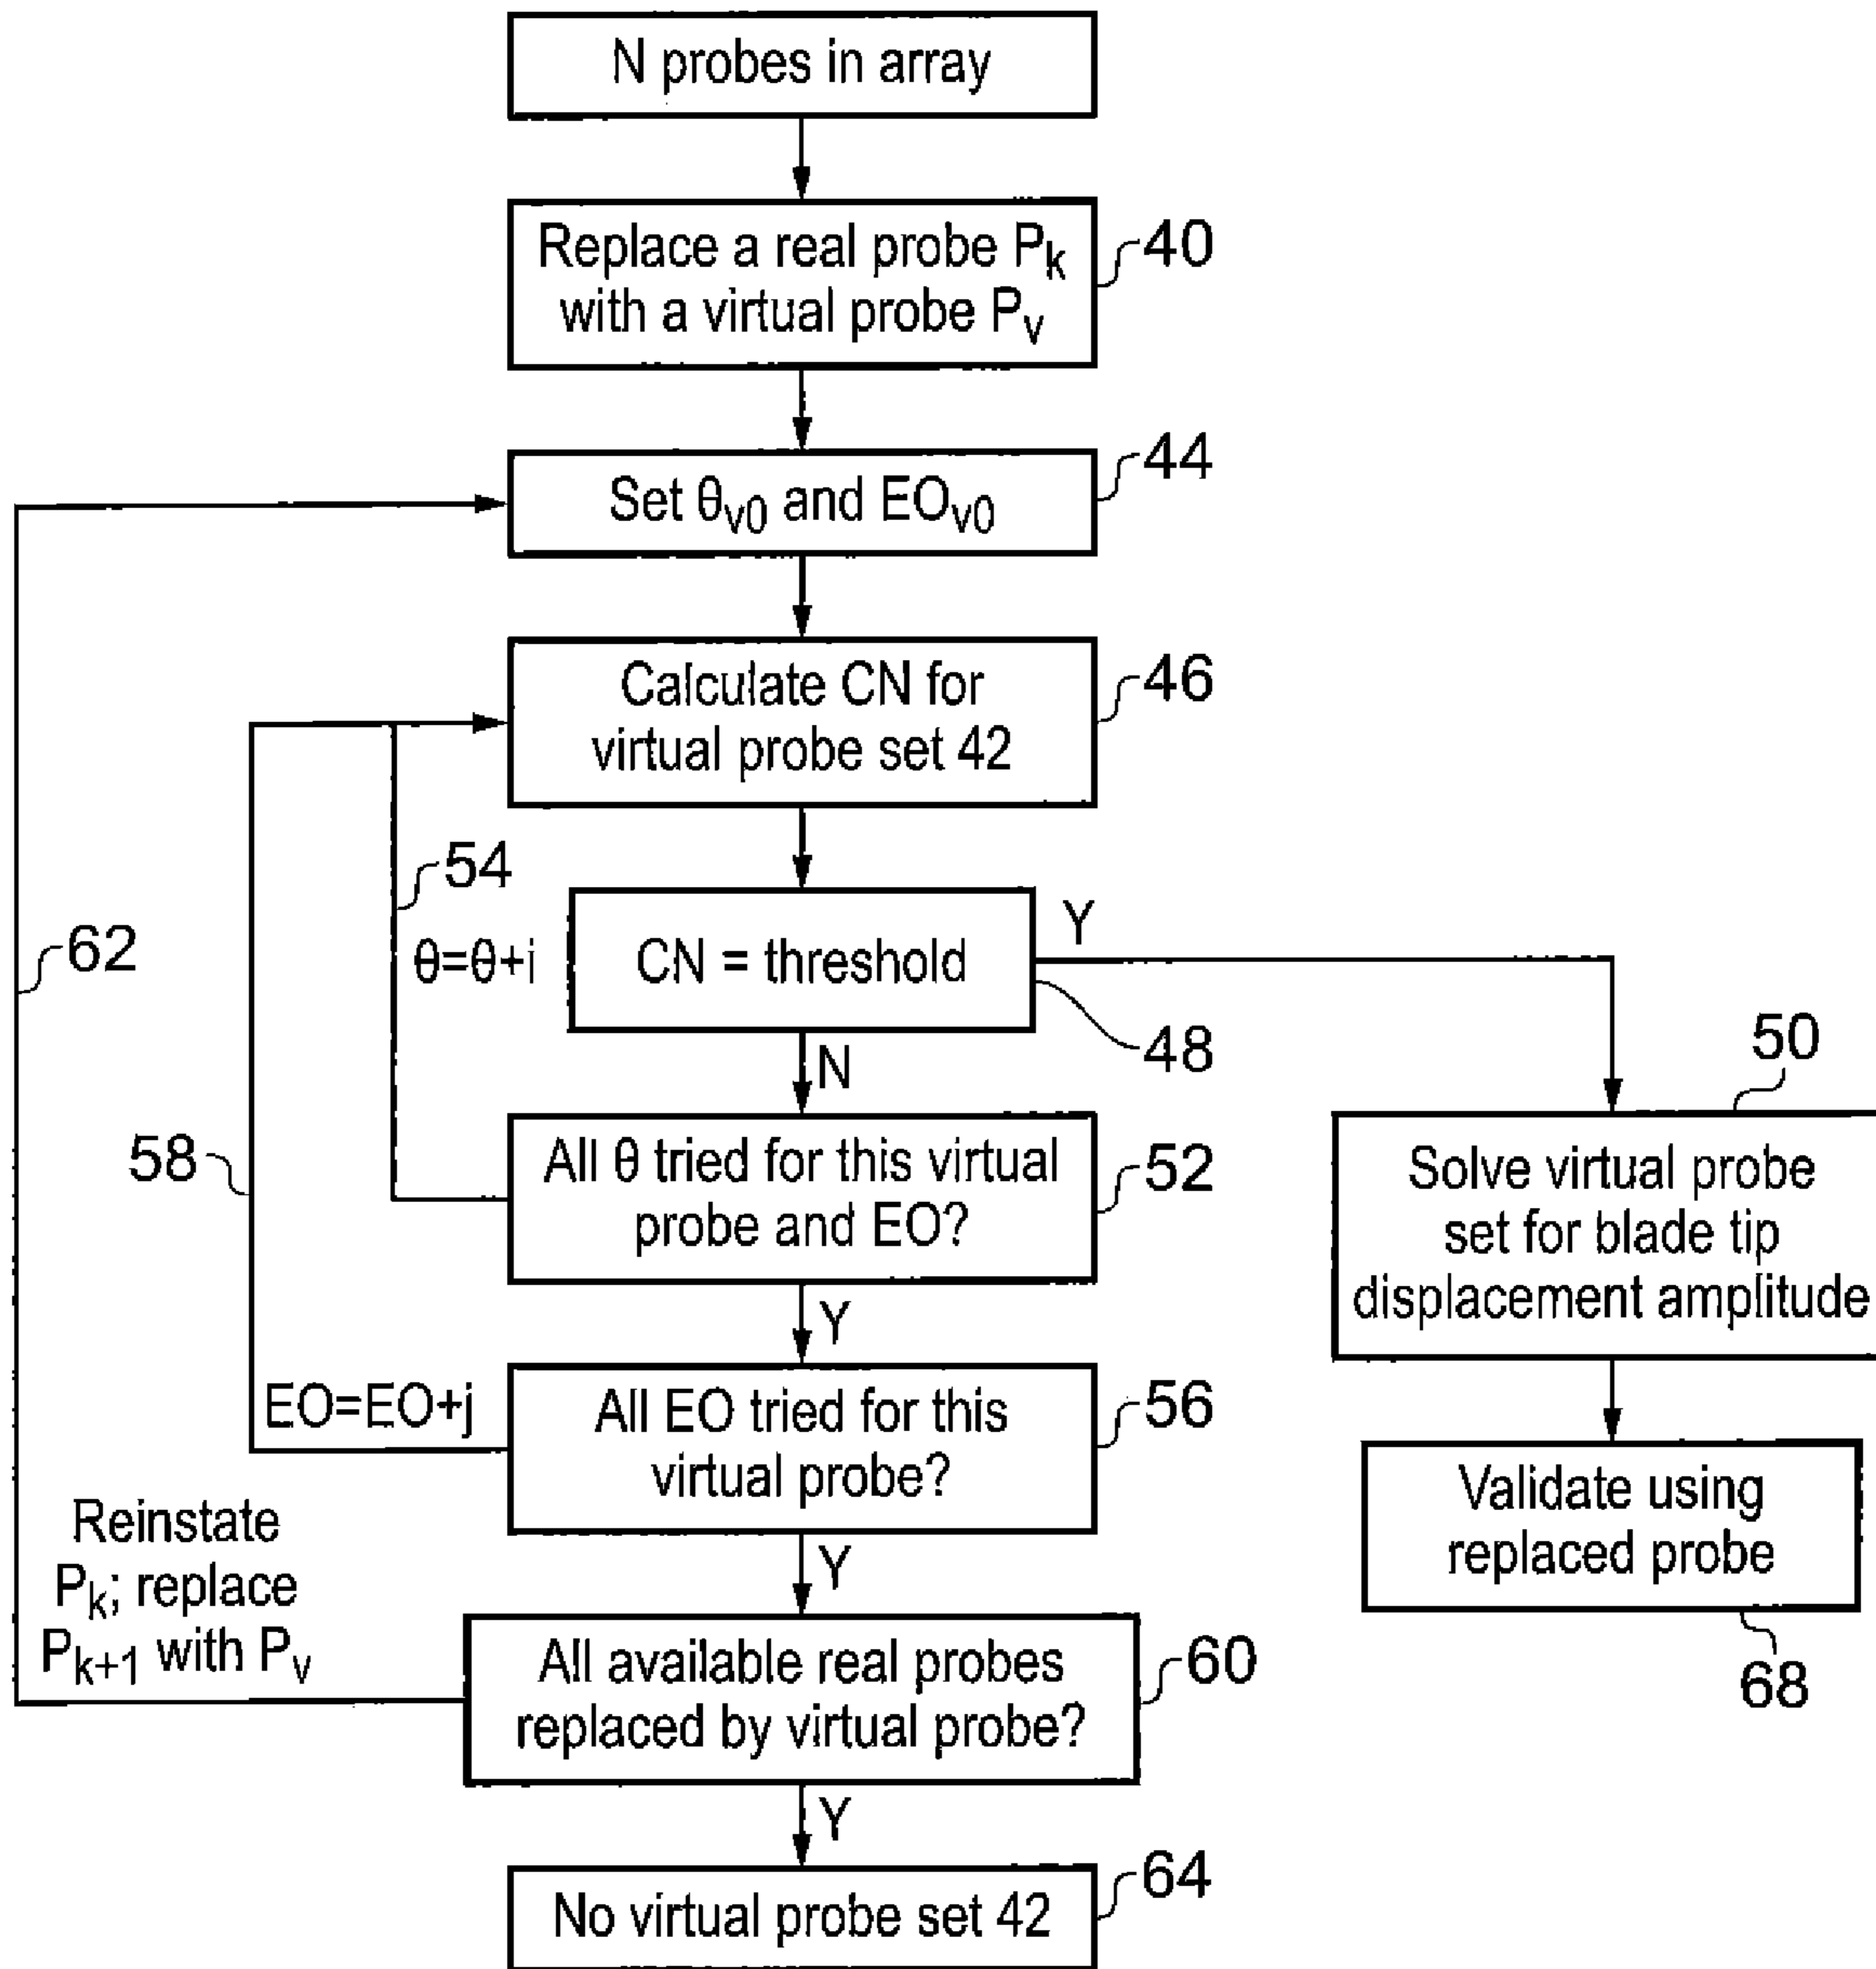 N probes in array
Replace a real probe Pk
with a virtual probe Pv
40
Set θv0 and EOv0
44
Calculate CN for
virtual probe set 42
46
54
62
θ=θ+i
CN = threshold
Y
48
N
50
58
All θ tried for this virtual
probe and EO?
52
Solve virtual probe
set for blade tip
displacement amplitude
Y
EO=EO+j
All EO tried for this
virtual probe?
56
Validate using
replaced probe
68
Reinstate
Pk; replace
Pk+1 with Pv
Y
All available real probes
replaced by virtual probe?
60
Y
No virtual probe set 42
64